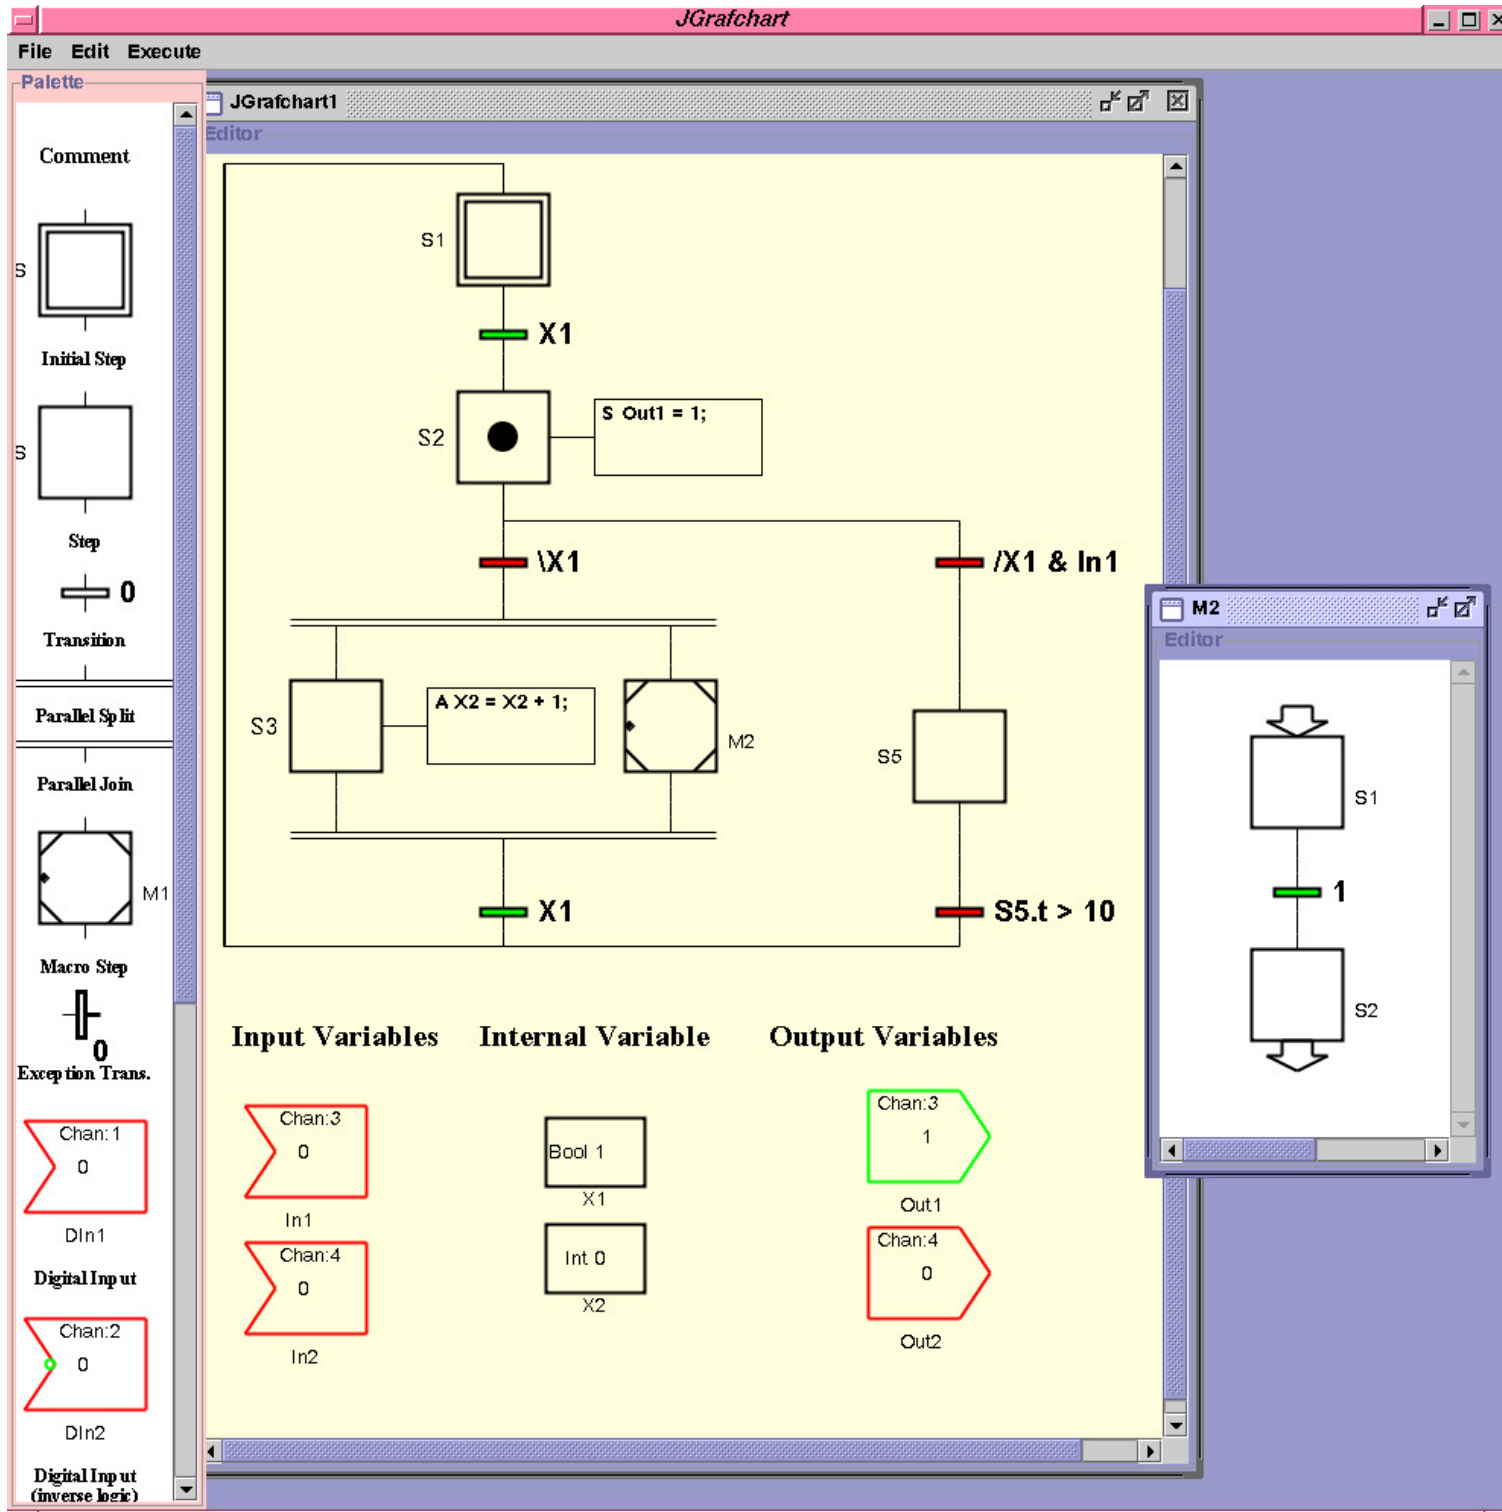 JGrafchart
File Edit Execute
Palette
Comment
S
Initial Step
S
Step
0
Transition
Parallel Split
Parallel Join
M1
Macro Step
0
Exception Trans.
Chan:1
0
DIn1
Digital Input
Chan:2
0
DIn2
Digital Input
(inverse logic)
JGrafchart1
Editor
S1
X1
S2
S Out1 = 1;
\X1
/X1 & In1
S3
A X2 = X2 + 1;
M2
S5
X1
S5.t > 10
Input Variables
Internal Variable
Output Variables
Chan:3
0
In1
Chan:4
0
In2
Bool 1
X1
Int 0
X2
Chan:3
1
Out1
Chan:4
0
Out2
M2
Editor
S1
1
S2